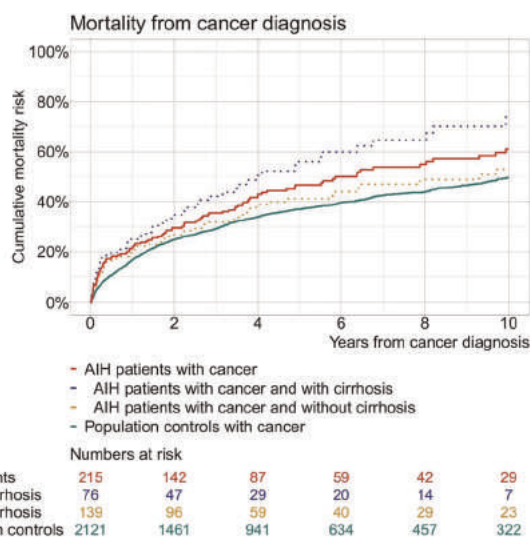 Mortality from cancer diagnosis
100%
80%
60%
40%
20%
0%
Cumulative mortality risk
0 2 4 6 8 10
Years from cancer diagnosis
AIH patients with cancer
AIH patients with cancer and with cirrhosis
AIH patients with cancer and without cirrhosis
Population controls with cancer
Numbers at risk
215 142 87 59 42 29
76 47 29 20 14 7
139 96 59 40 29 23
controls 2121 1461 941 634 457 322